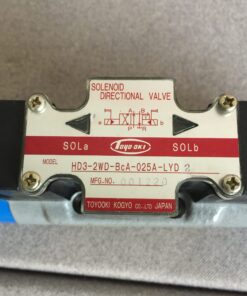 SOLENOID
DIRECTIONAL VALVE
A B
a b
P R
SOLa TOYO-OKI SOLb
MODEL HD3-2WD-BcA-025A-LYD 2
MFG.NO. 001220
TOYOOKI KOGYO CO.,LTD JAPAN